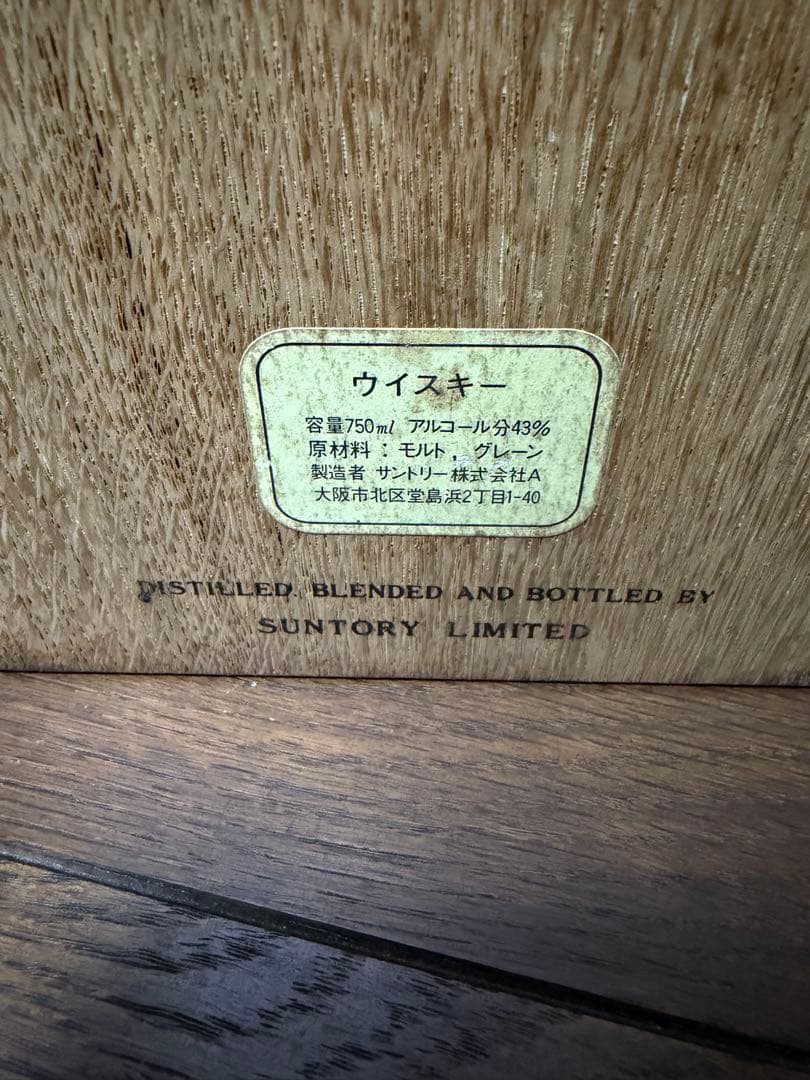 ウイスキー
容量750ml アルコール分43%
原材料：モルト，グレーン
製造者 サントリー株式会社A
大阪市北区堂島浜2丁目1-40
DISTILLED. BLENDED AND BOTTLED BY
SUNTORY LIMITED